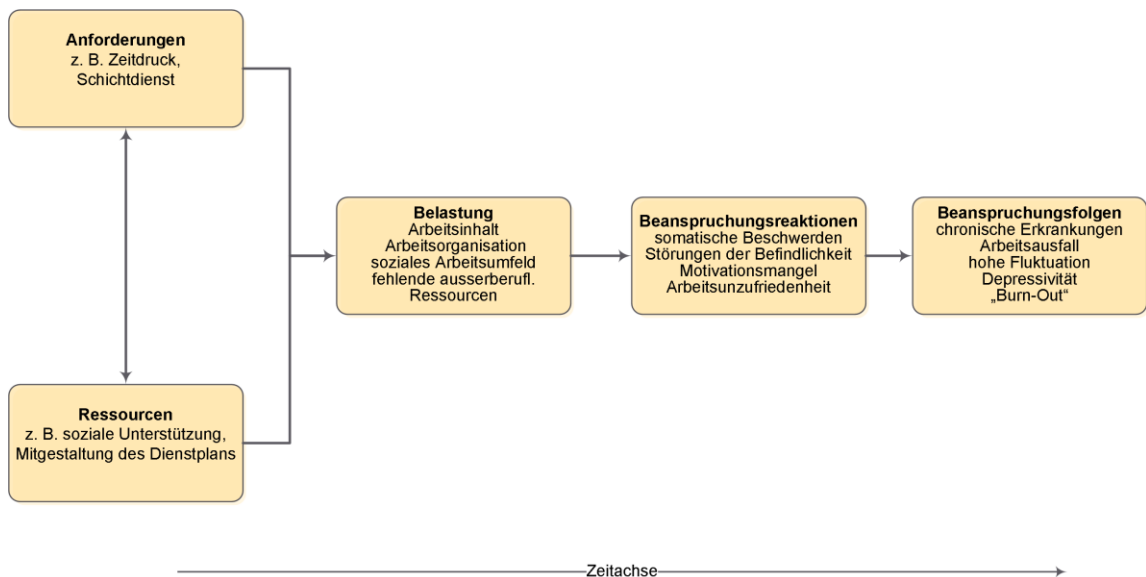 Anforderungen
z. B. Zeitdruck,
Schichtdienst
Ressourcen
z. B. soziale Unterstützung,
Mitgestaltung des Dienstplans
Belastung
Arbeitsinhalt
Arbeitsorganisation
soziales Arbeitsumfeld
fehlende ausserberufl.
Ressourcen
Beanspruchungsreaktionen
somatische Beschwerden
Störungen der Befindlichkeit
Motivationsmangel
Arbeitsunzufriedenheit
Beanspruchungsfolgen
chronische Erkrankungen
Arbeitsausfall
hohe Fluktuation
Depressivität
„Burn-Out“
Zeitachse